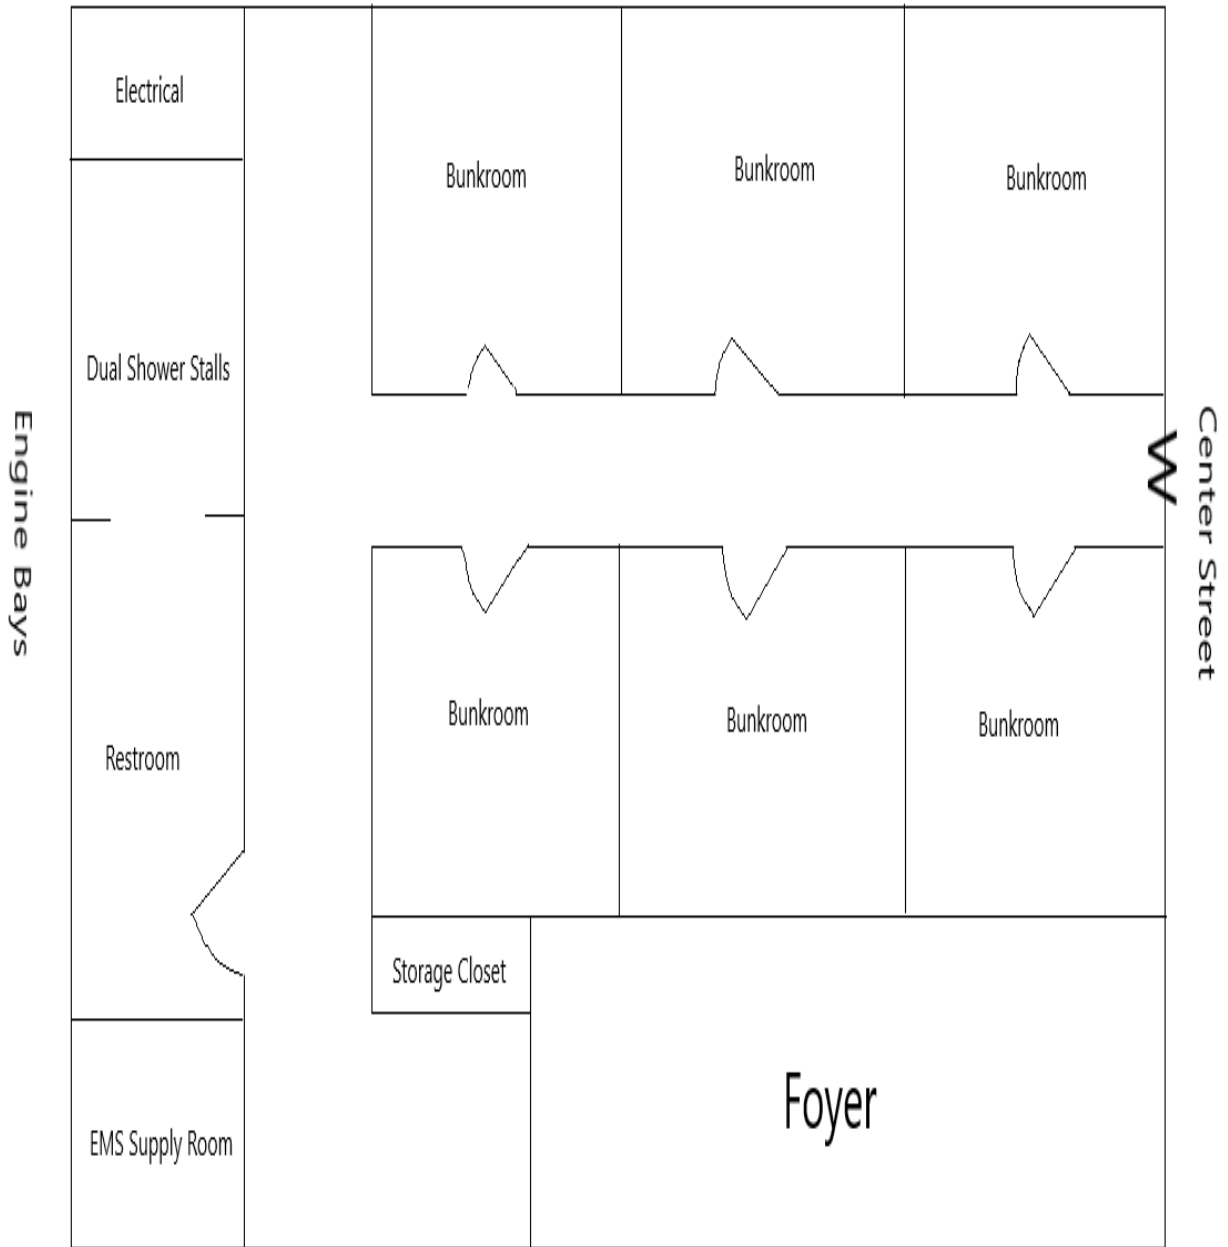 Electrical
Bunkroom
Bunkroom
Bunkroom
Dual Shower Stalls
Engine Bays
W
Center Street
Restroom
Bunkroom
Bunkroom
Bunkroom
Storage Closet
Foyer
EMS Supply Room